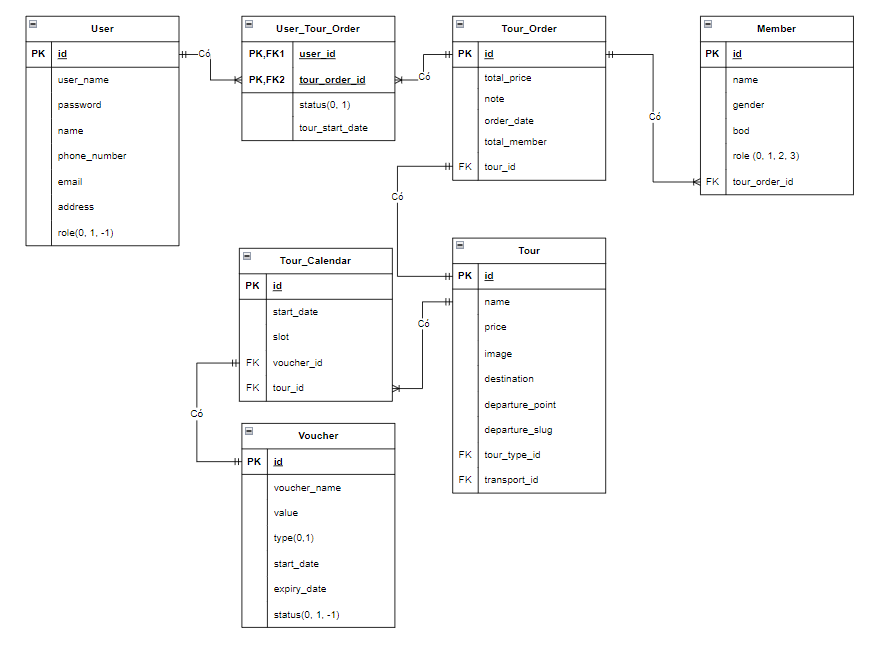 User
PK id
user_name
password
name
phone_number
email
address
role(0, 1, -1)
Có
User_Tour_Order
PK,FK1 user_id
PK,FK2 tour_order_id
status(0, 1)
tour_start_date
Có
Tour_Order
PK id
total_price
note
order_date
total_member
FK tour_id
Có
Member
PK id
name
gender
bod
role (0, 1, 2, 3)
FK tour_order_id
Có
Tour_Calendar
PK id
start_date
slot
FK voucher_id
FK tour_id
Có
Tour
PK id
name
price
image
destination
departure_point
departure_slug
FK tour_type_id
FK transport_id
Có
Voucher
PK id
voucher_name
value
type(0,1)
start_date
expiry_date
status(0, 1, -1)